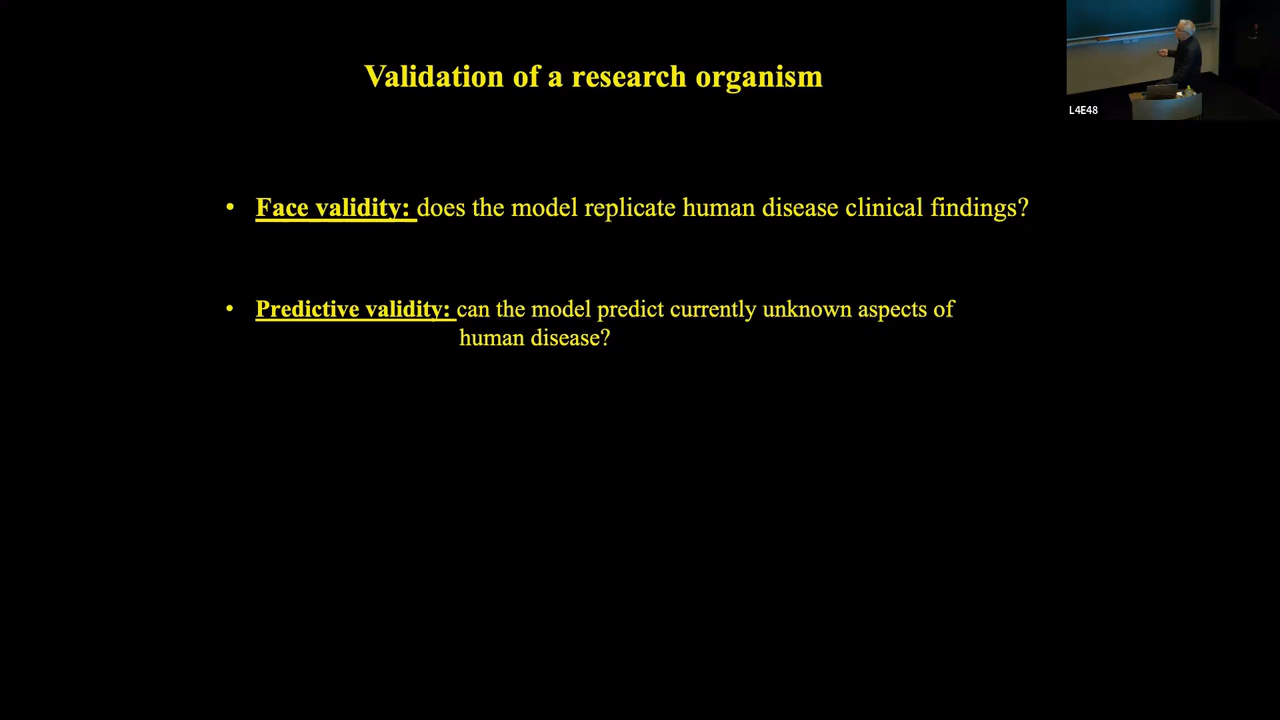 Validation of a research organism
L4E48
• Face validity: does the model replicate human disease clinical findings?
• Predictive validity: can the model predict currently unknown aspects of
human disease?